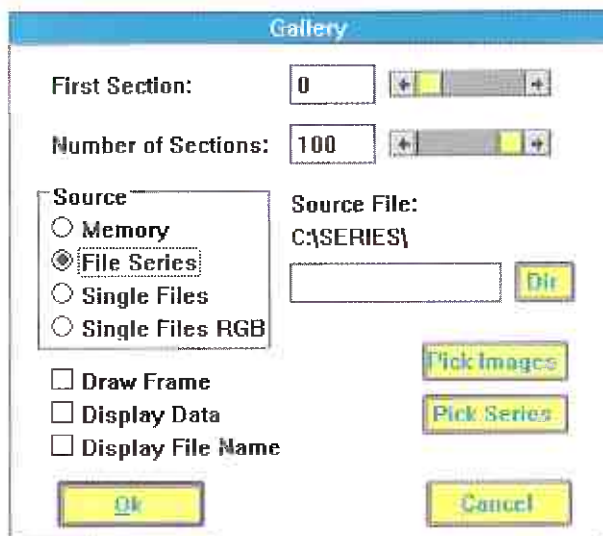 Gallery
First Section: 0
Number of Sections: 100
Source
Memory
File Series
Single Files
Single Files RGB
Source File:
C:\SERIES\
Dir
Pick Images
Pick Series
Draw Frame
Display Data
Display File Name
Ok
Cancel